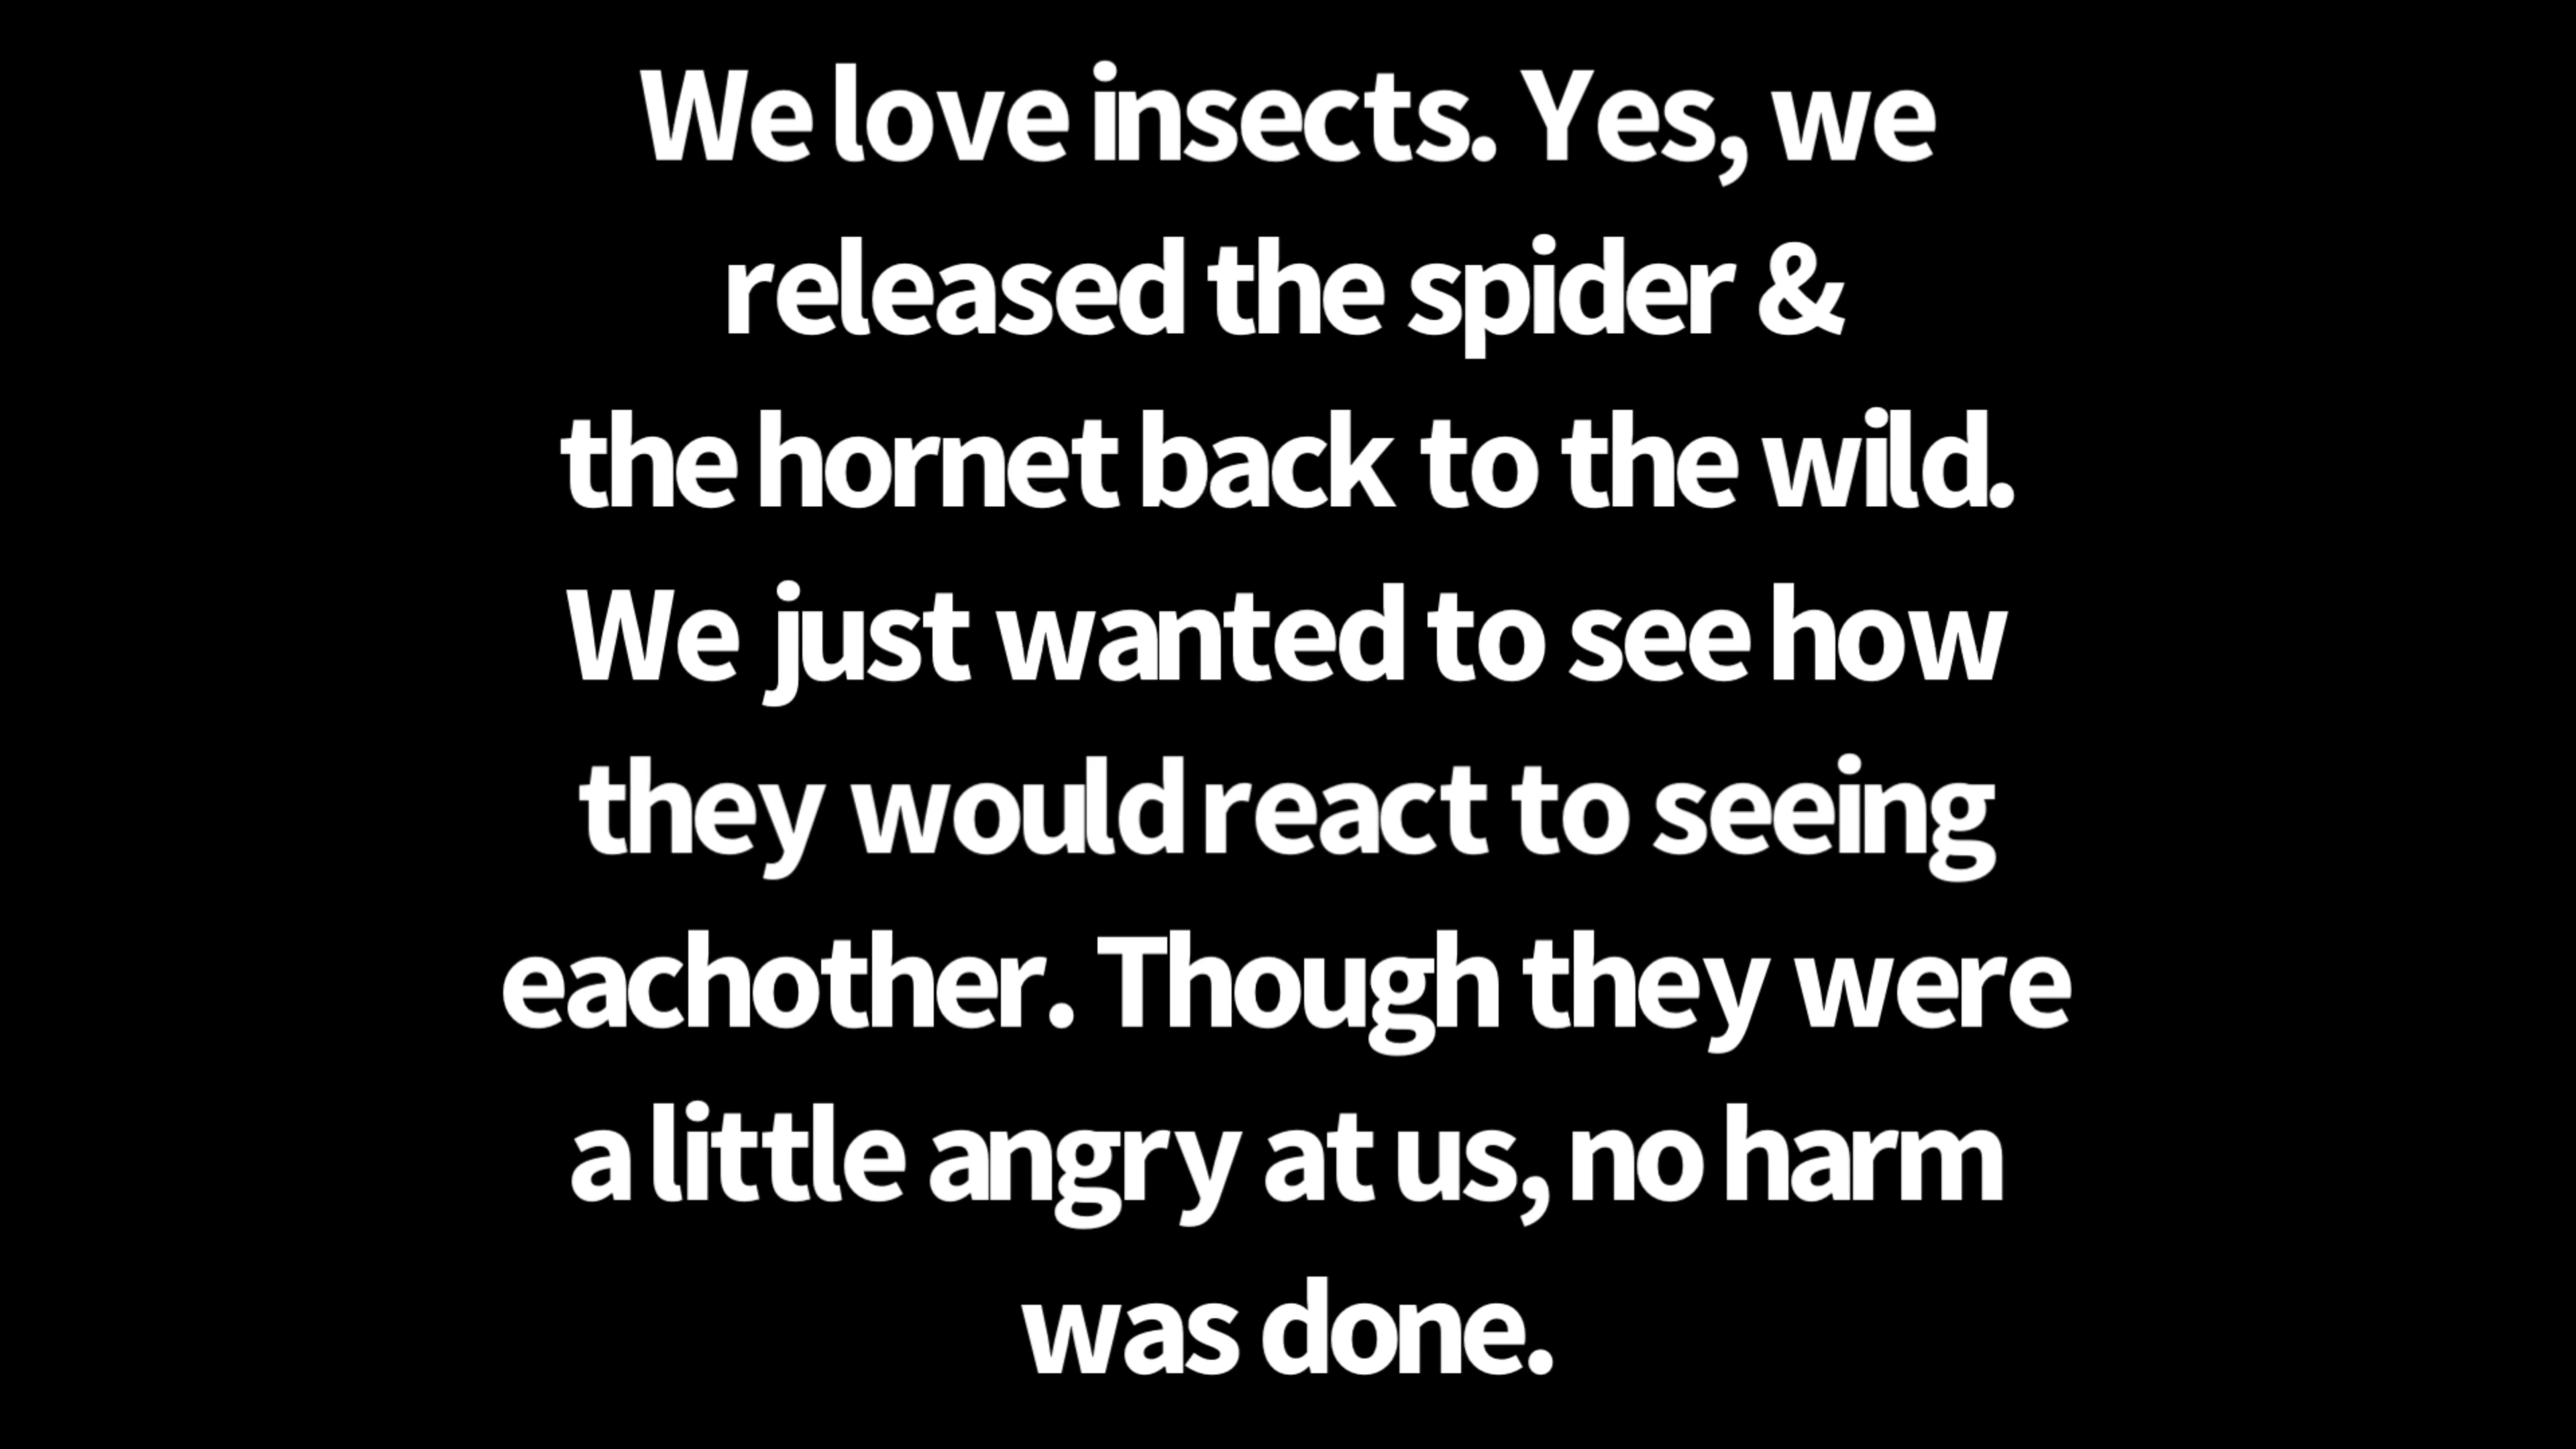 We love insects. Yes, we
released the spider &
the hornet back to the wild.
We just wanted to see how
they would react to seeing
eachother. Though they were
a little angry at us, no harm
was done.